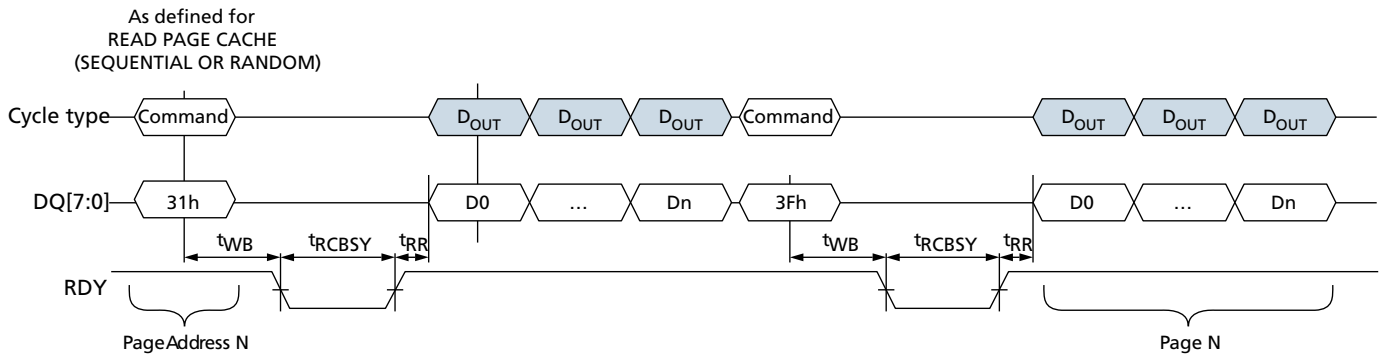 As defined for
READ PAGE CACHE
(SEQUENTIAL OR RANDOM)
Cycle type Command DOUT DOUT DOUT Command DOUT DOUT DOUT
DQ[7:0] 31h D0 ... Dn 3Fh D0 ... Dn
tWB tRCBSY tRR tWB tRCBSY tRR
RDY
Page Address N Page N